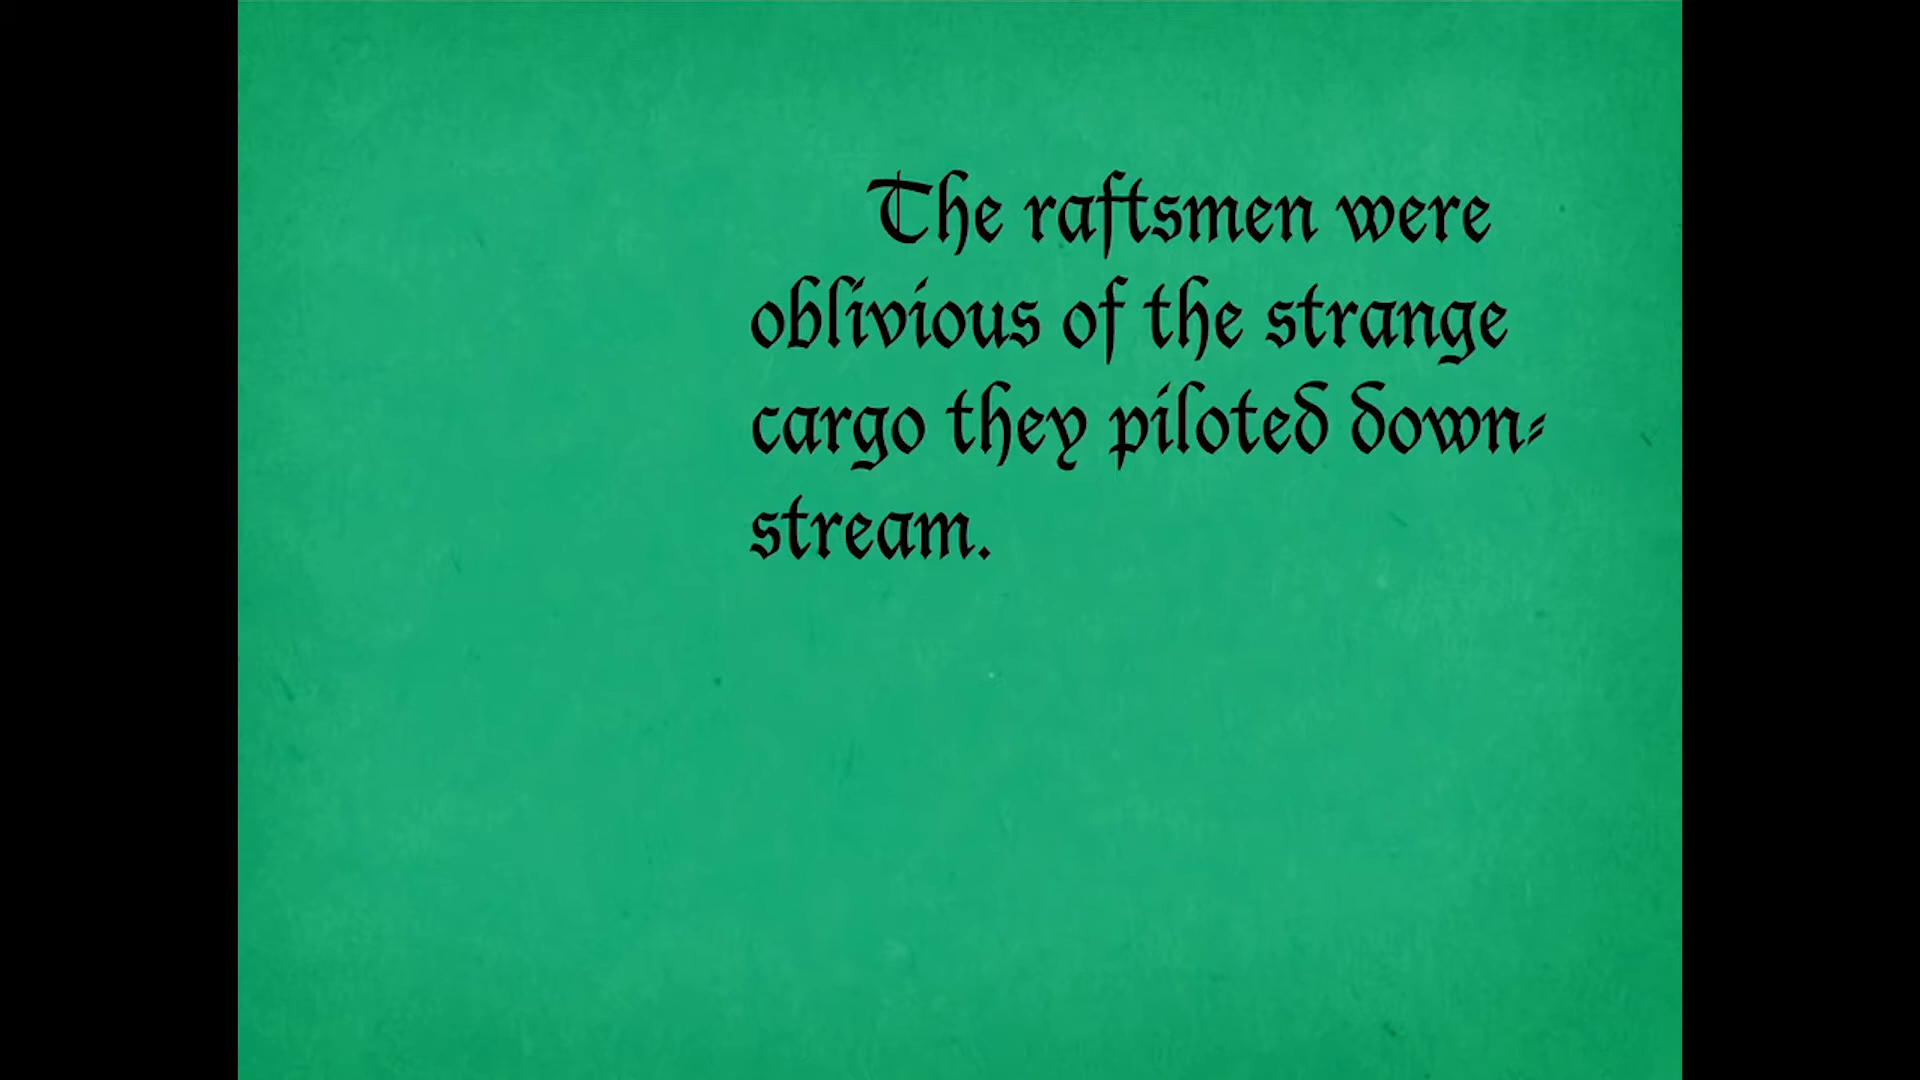 The raftsmen were
oblivious of the strange
cargo they piloted down-
stream.